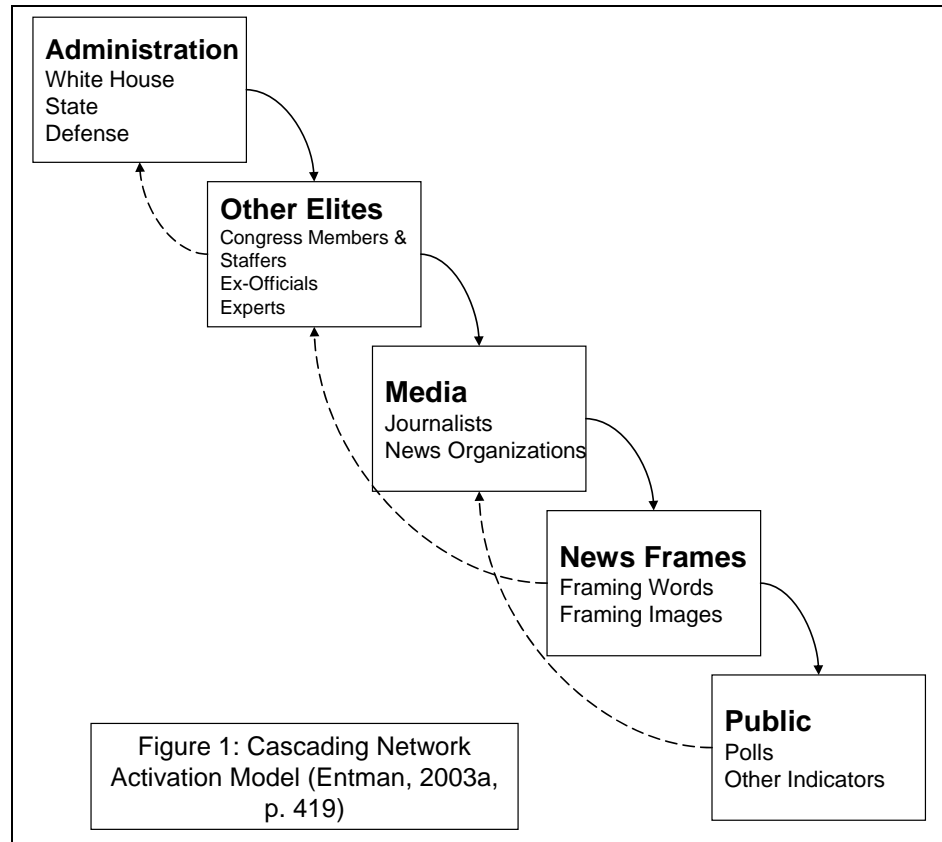 Administration
White House
State
Defense
Other Elites
Congress Members &
Staffers
Ex-Officials
Experts
Media
Journalists
News Organizations
News Frames
Framing Words
Framing Images
Public
Polls
Other Indicators
Figure 1: Cascading Network
Activation Model (Entman, 2003a,
p. 419)